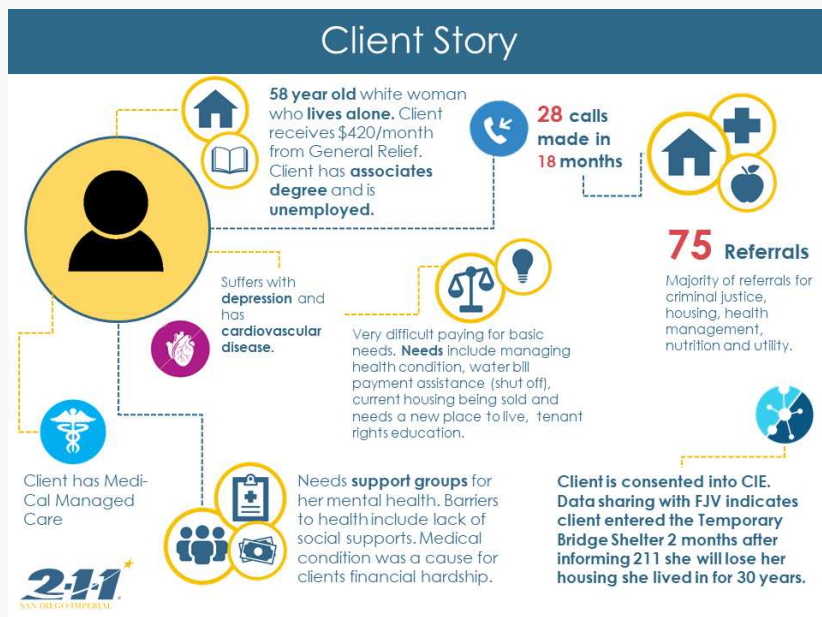 Client Story
58 year old white woman
who lives alone. Client
receives $420/month
from General Relief.
Client has associates
degree and is
unemployed.
28 calls
made in
18 months
75 Referrals
Majority of referrals for
criminal justice,
housing, health
management,
nutrition and utility.
Suffers with
depression and
has
cardiovascular
disease.
Very difficult paying for basic
needs. Needs include managing
health condition, water bill
payment assistance (shut off),
current housing being sold and
needs a new place to live, tenant
rights education.
Client has Medi-
Cal Managed
Care
Needs support groups for
her mental health. Barriers
to health include lack of
social supports. Medical
condition was a cause for
clients financial hardship.
Client is consented into CIE.
Data sharing with FJV indicates
client entered the Temporary
Bridge Shelter 2 months after
informing 211 she will lose her
housing she lived in for 30 years.
2-1-1
SAN DIEGO/IMPERIAL